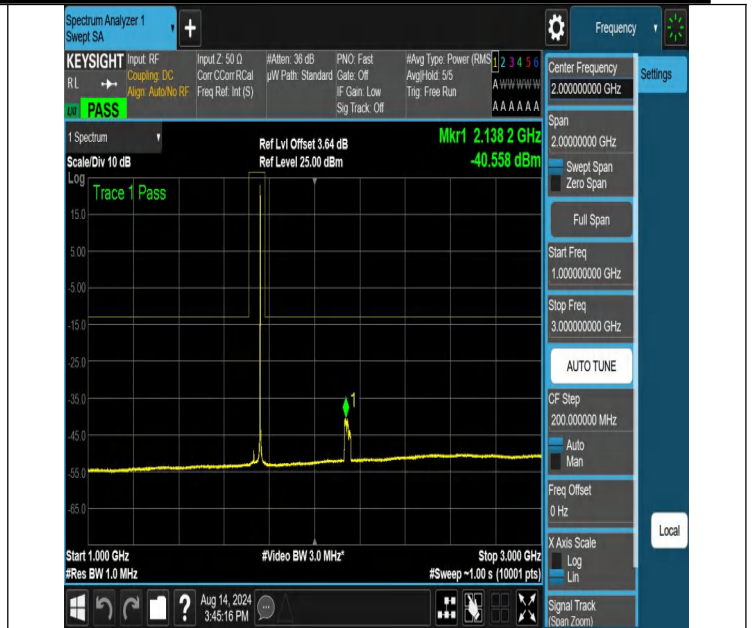 Spectrum Analyzer 1
Swept SA
+
Frequency
KEYSIGHT
RL
PASS
Input: RF
Coupling: DC
Align: Auto/No RF
Input Z: 50 Ω
Corr CCorr RCal
Freq Ref: Int (S)
#Atten: 36 dB
µW Path: Standard
PNO: Fast
Gate: Off
IF Gain: Low
Sig Track: Off
#Avg Type: Power (RMS
Avg|Hold: 5/5
Trig: Free Run
1 2 3 4 5 6
A W W W W W
A A A A A A
1 Spectrum
Scale/Div 10 dB
Ref Lvl Offset 3.64 dB
Ref Level 25.00 dBm
Mkr1 2.138 2 GHz
-40.558 dBm
Log
Trace 1 Pass
15.0
5.00
-5.00
-15.0
-25.0
-35.0
-45.0
-55.0
-65.0
1
Start 1.000 GHz
#Res BW 1.0 MHz
#Video BW 3.0 MHz*
Stop 3.000 GHz
#Sweep ~1.00 s (10001 pts)
?
Aug 14, 2024
3:45:16 PM
Center Frequency
2.000000000 GHz
Span
2.00000000 GHz
Swept Span
Zero Span
Full Span
Start Freq
1.000000000 GHz
Stop Freq
3.000000000 GHz
AUTO TUNE
CF Step
200.000000 MHz
Auto
Man
Freq Offset
0 Hz
X Axis Scale
Log
Lin
Signal Track
(Span Zoom)
Settings
Local